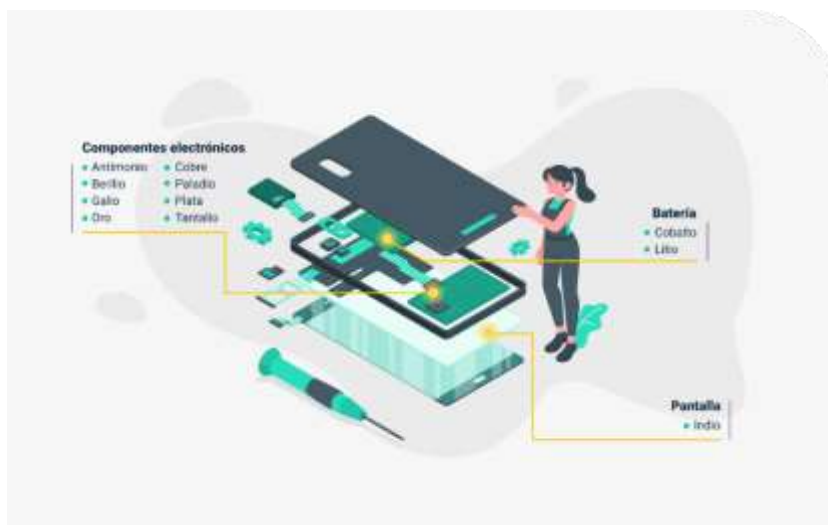 Componentes electrónicos
• Antimonio • Cobre
• Berilio • Paladio
• Galio • Plata
• Oro • Tantalio
Batería
• Cobalto
• Litio
Pantalla
• Indio